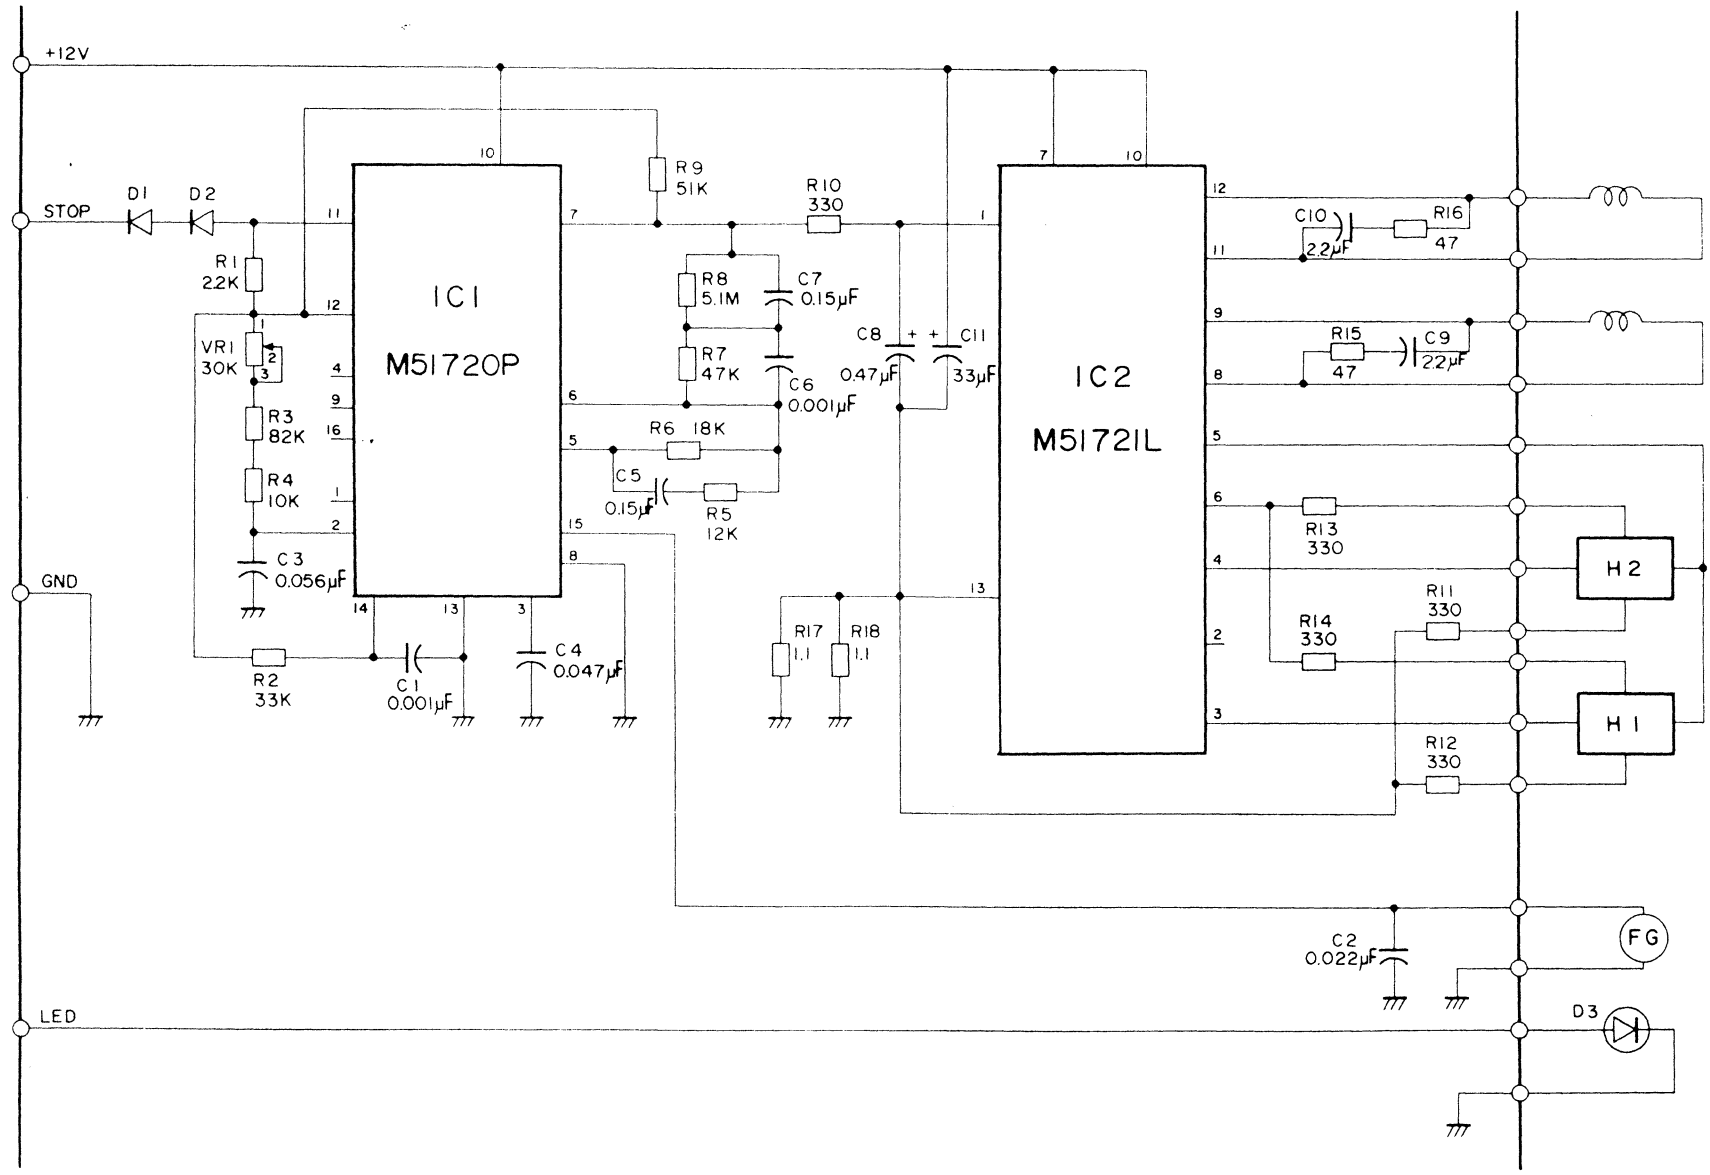 +12V
STOP
D1
D2
R1
2.2K
VR1
30K
1
2
3
R3
82K
R4
10K
C3
0.056µF
GND
R2
33K
C1
0.001µF
C4
0.047µF
IC1
M51720P
10
11
12
4
9
16
1
2
14
13
3
7
6
5
15
8
R9
51K
R10
330
R8
5.1M
C7
0.15µF
R7
47K
C6
0.001µF
R6 18K
C5
0.15µF
R5
12K
C8
+
0.47µF
+
C11
33µF
R17
1.1
R18
1.1
IC2
M51721L
7
10
1
13
12
11
9
8
5
6
4
2
3
C10
2.2µF
R16
47
R15
47
C9
2.2µF
R13
330
R11
330
R14
330
R12
330
H2
H1
C2
0.022µF
FG
LED
D3